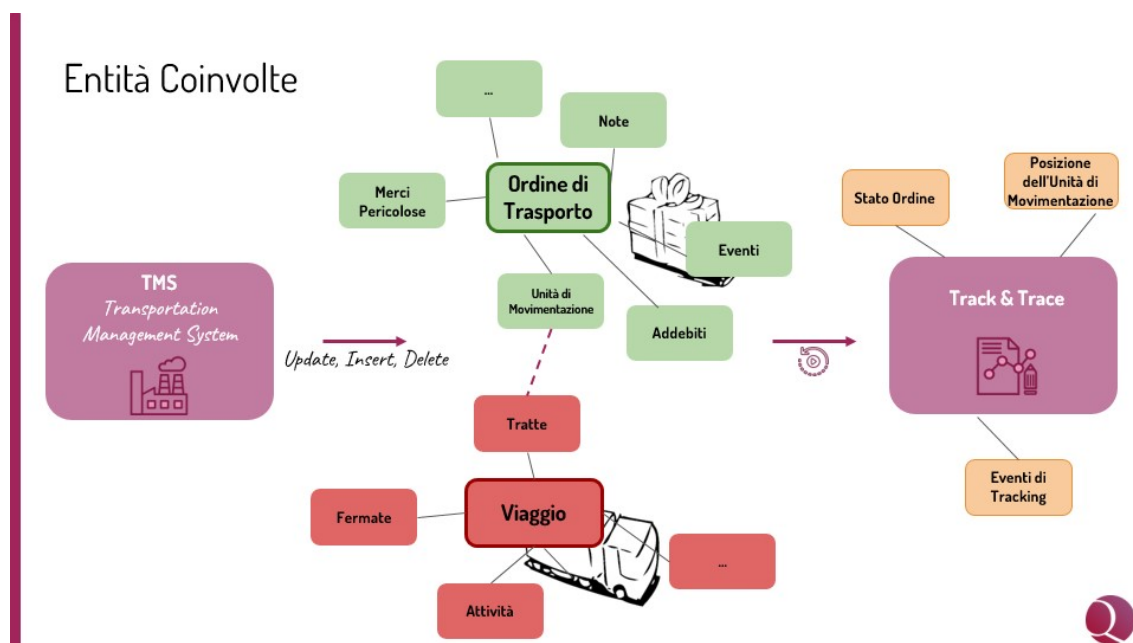 Entità Coinvolte
...
Note
Merci
Pericolose
Ordine di
Trasporto
Eventi
Unità di
Movimentazione
Addebiti
TMS
Transportation
Management System
Update, Insert, Delete
Tratte
Fermate
Viaggio
...
Attività
Stato Ordine
Posizione
dell'Unità di
Movimentazione
Track & Trace
Eventi di
Tracking
Q